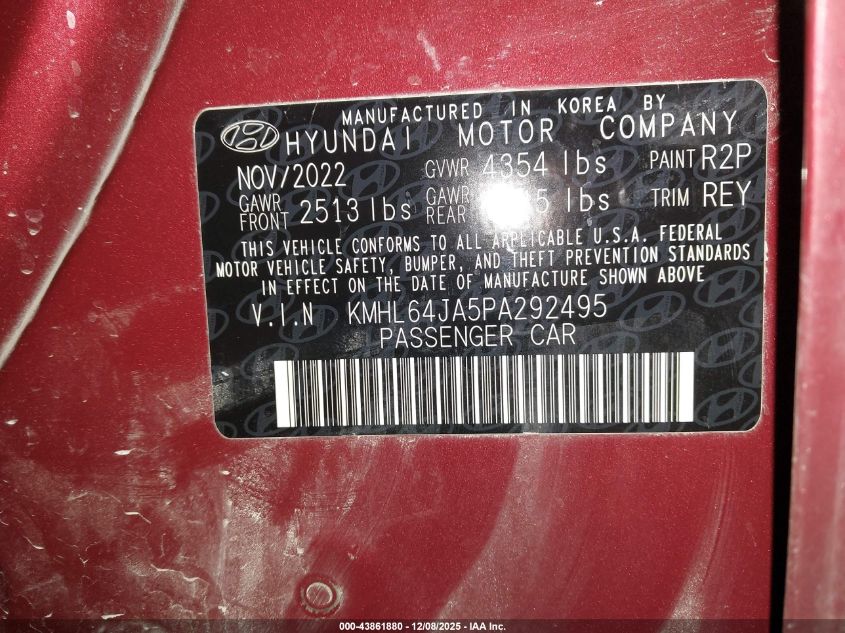 MANUFACTURED IN KOREA BY
HYUNDAI MOTOR COMPANY
NOV/2022 GVWR 4354 lbs PAINT R2P
GAWR FRONT 2513 lbs GAWR REAR lbs TRIM REY
THIS VEHICLE CONFORMS TO ALL APPLICABLE U.S.A. FEDERAL
MOTOR VEHICLE SAFETY, BUMPER, AND THEFT PREVENTION STANDARDS
IN EFFECT ON THE DATE OF MANUFACTURE SHOWN ABOVE
V.I.N KMHL64JA5PA292495
PASSENGER CAR
000-43861880 - 12/08/2025 - IAA Inc.